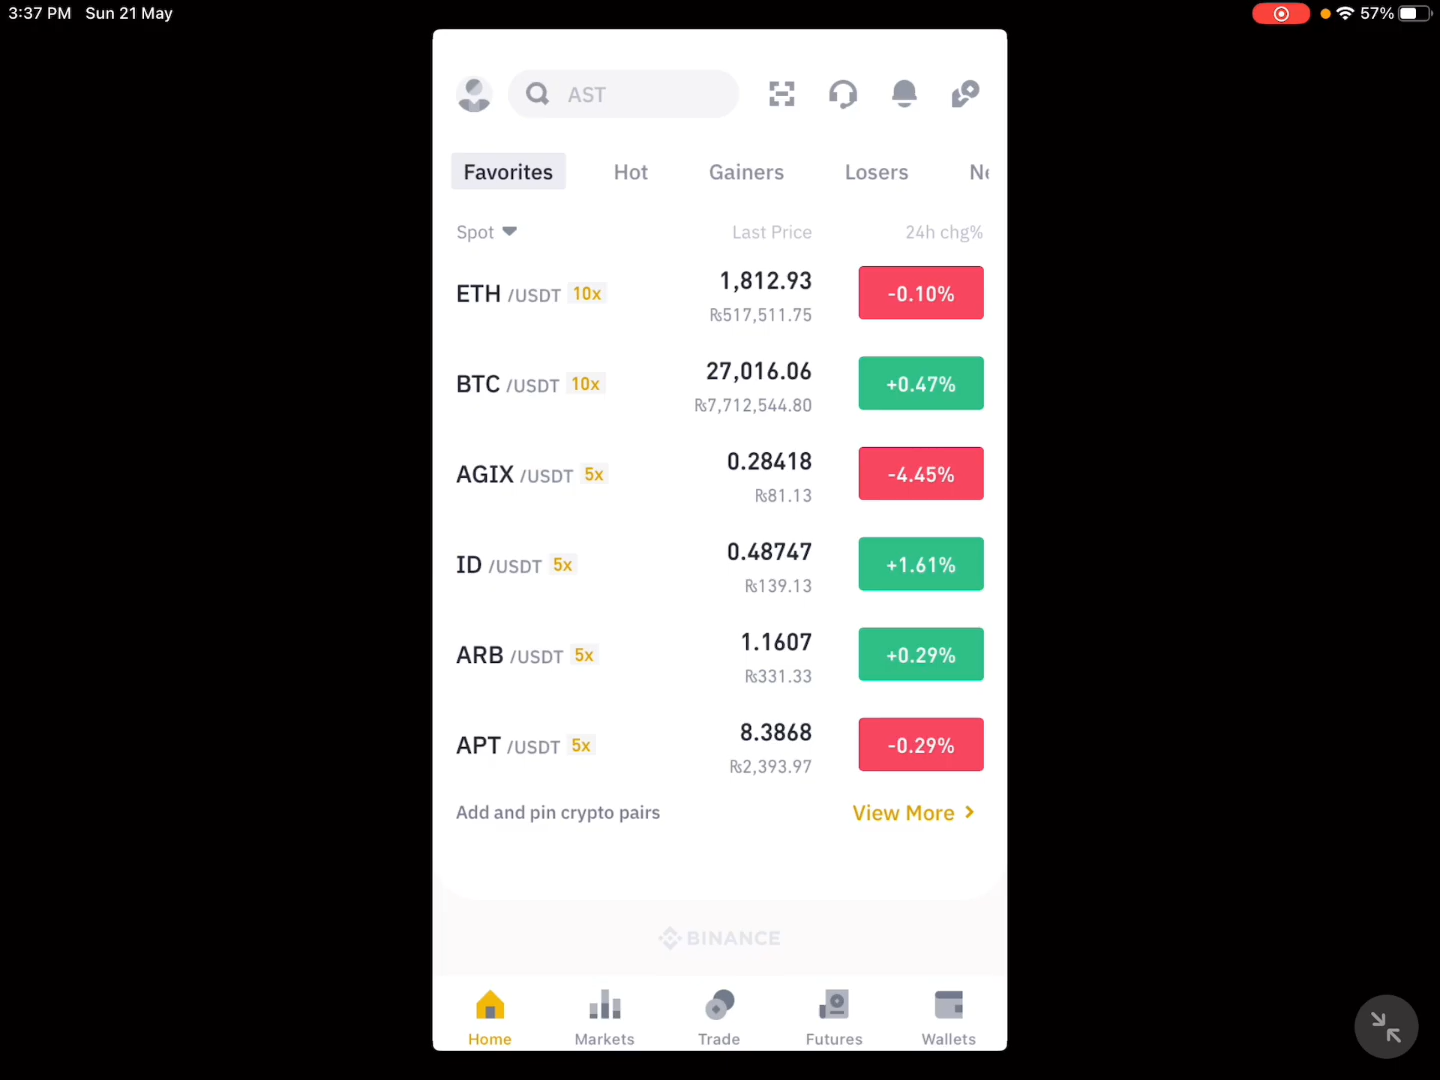 3:37 PM Sun 21 May 57%
AST
Favorites Hot Gainers Losers
Spot Last Price 24h chg%
ETH /USDT 10x 1,812.93 -0.10%
₨517,511.75
BTC /USDT 10x 27,016.06 +0.47%
₨7,712,544.80
AGIX /USDT 5x 0.28418 -4.45%
₨81.13
ID /USDT 5x 0.48747 +1.61%
₨139.13
ARB /USDT 5x 1.1607 +0.29%
₨331.33
APT /USDT 5x 8.3868 -0.29%
₨2,393.97
Add and pin crypto pairs View More
BINANCE
Home Markets Trade Futures Wallets